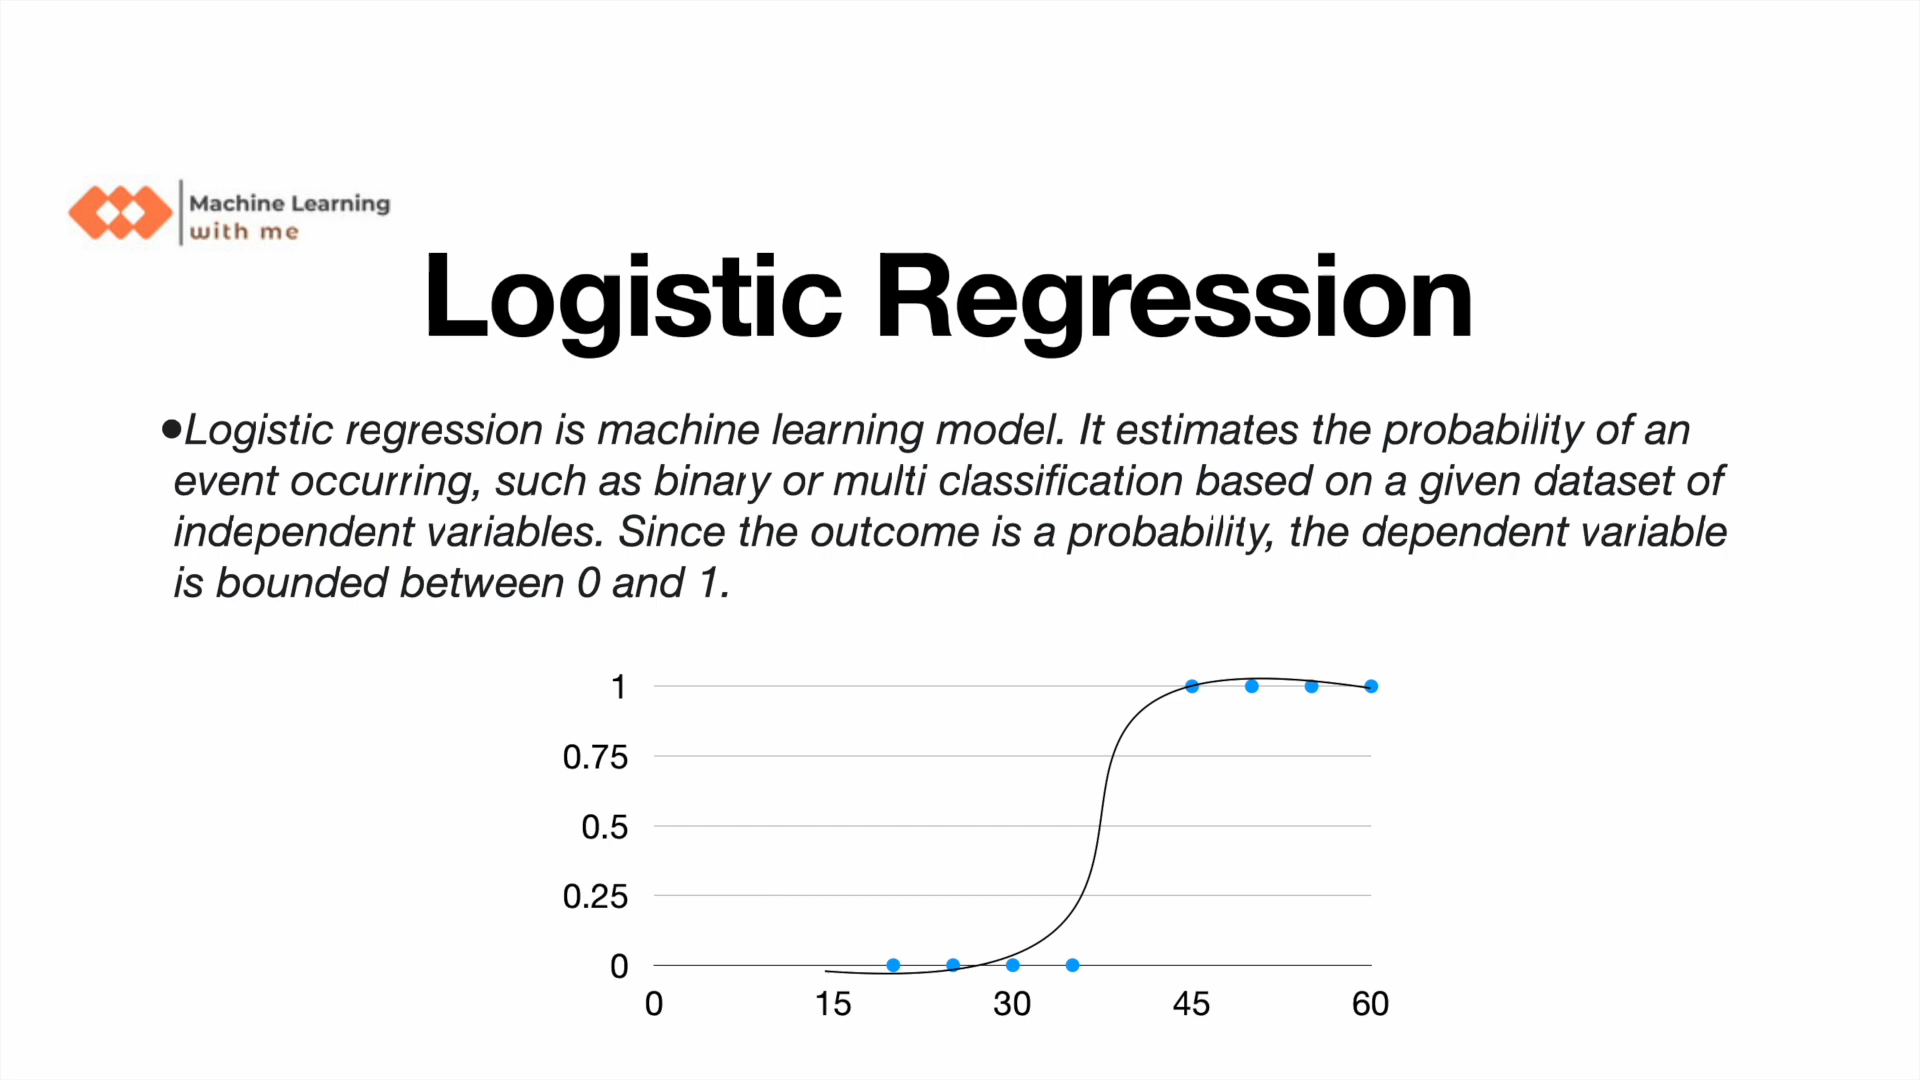 Machine Learning
with me
Logistic Regression
•Logistic regression is machine learning model. It estimates the probability of an
event occurring, such as binary or multi classification based on a given dataset of
independent variables. Since the outcome is a probability, the dependent variable
is bounded between 0 and 1.
1
0.75
0.5
0.25
0
0 15 30 45 60